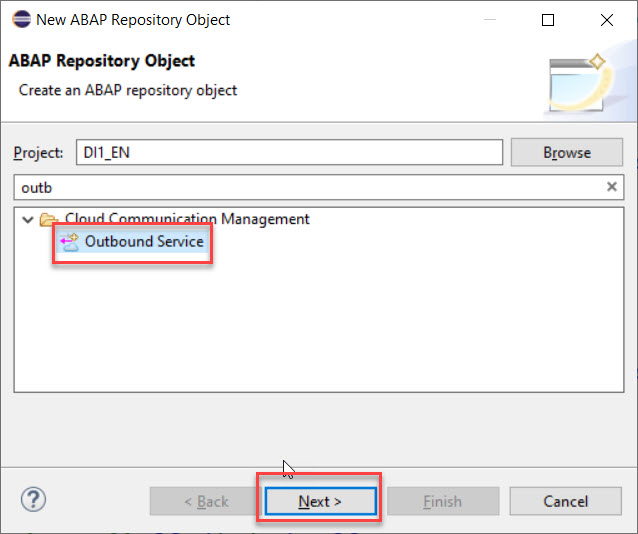 New ABAP Repository Object
ABAP Repository Object
Create an ABAP repository object
Project: DI1_EN Browse
outb
Cloud Communication Management
Outbound Service
? < Back Next > Finish Cancel